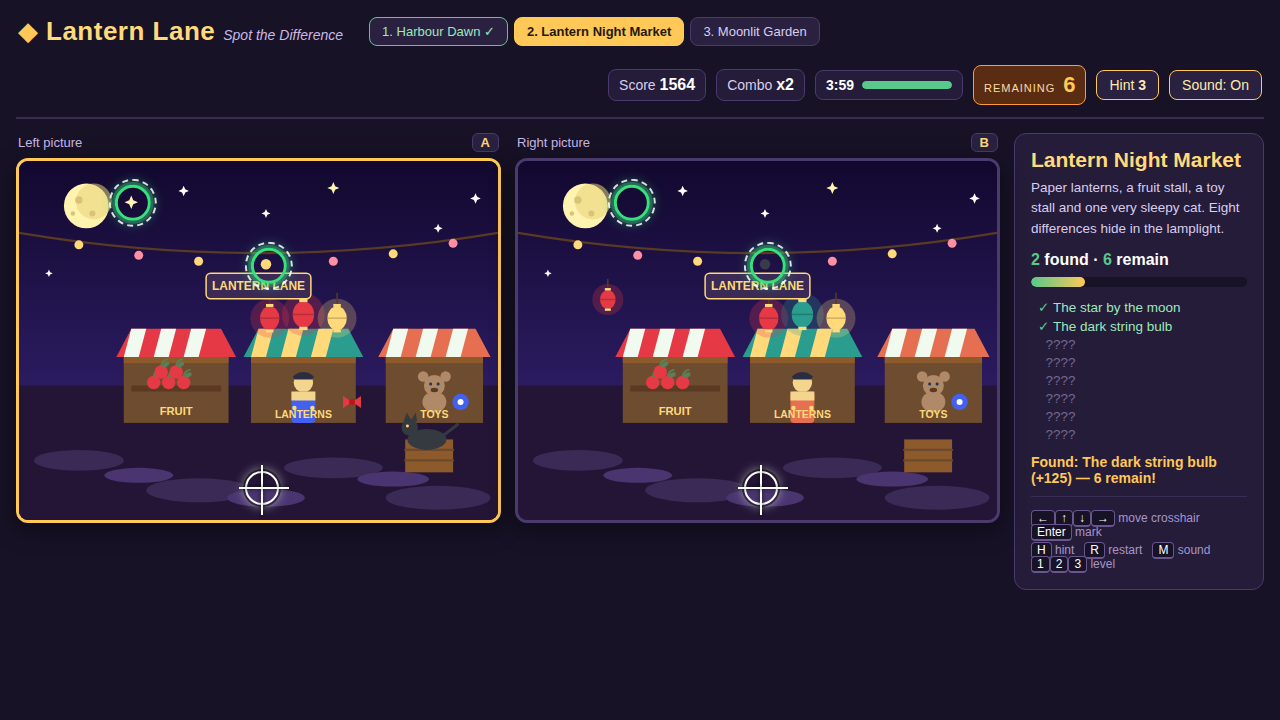 Lantern Lane Spot the Difference
1. Harbour Dawn ✓
2. Lantern Night Market
3. Moonlit Garden
Score 1564
Combo x2
3:59
REMAINING 6
Hint 3
Sound: On
Left picture
A
LANTERN LANE
FRUIT
LANTERNS
TOYS
Right picture
B
LANTERN LANE
FRUIT
LANTERNS
TOYS
Lantern Night Market
Paper lanterns, a fruit stall, a toy
stall and one very sleepy cat. Eight
differences hide in the lamplight.
2 found · 6 remain
✓ The star by the moon
✓ The dark string bulb
????
????
????
????
????
????
Found: The dark string bulb
(+125) — 6 remain!
← ↑ ↓ → move crosshair
Enter mark
H hint R restart M sound
1 2 3 level